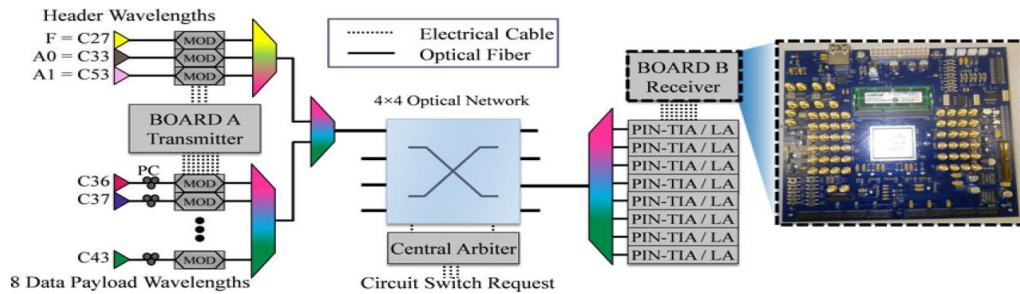 Header Wavelengths
F = C27
A0 = C33
A1 = C53
MOD
MOD
MOD
BOARD A
Transmitter
PC
C36
C37
C43
MOD
MOD
MOD
8 Data Payload Wavelengths
Electrical Cable
Optical Fiber
4×4 Optical Network
Central Arbiter
Circuit Switch Request
BOARD B
Receiver
PIN-TIA / LA
PIN-TIA / LA
PIN-TIA / LA
PIN-TIA / LA
PIN-TIA / LA
PIN-TIA / LA
PIN-TIA / LA
PIN-TIA / LA